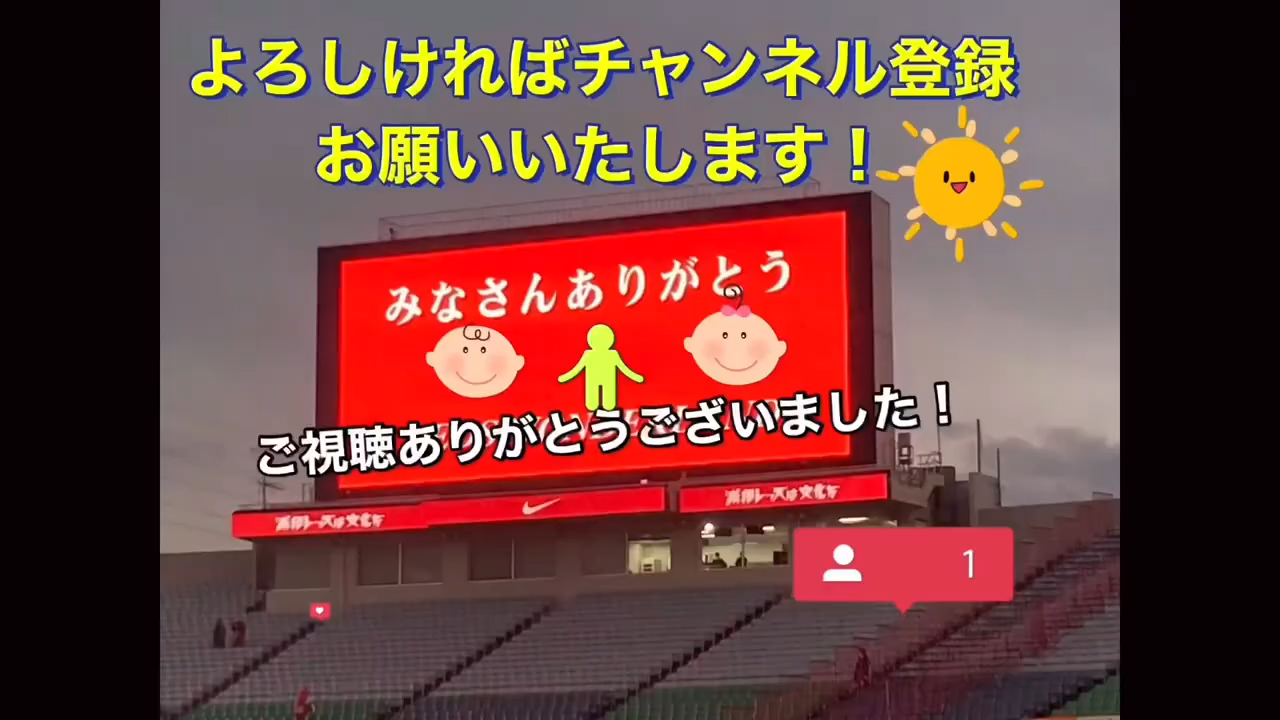 よろしければチャンネル登録
お願いいたします！
みなさんありがとう
ご視聴ありがとうございました！
1